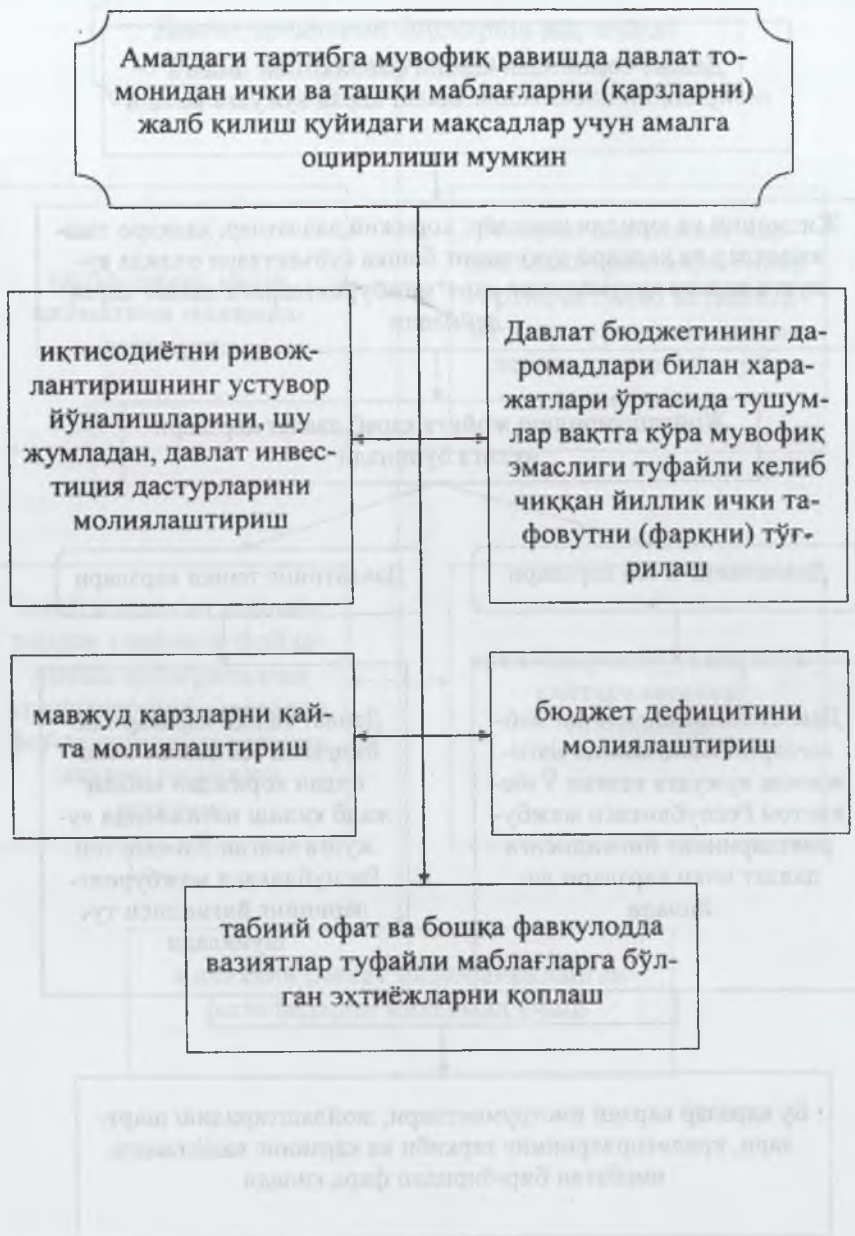 Амалдаги тартибга мувофиқ равишда давлат то-
монидан ички ва ташқи маблағларни (қарзларни)
жалб қилиш қуйидаги мақсадлар учун амалга
оширилиши мумкин
иқтисодиётни ривож-
лантиришнинг устувор
йўналишларини, шу
жумладан, давлат инвес-
тиция дастурларини
молиялаштириш
Давлат бюджетининг да-
ромадлари билан хара-
жатлари ўртасида тушум-
лар вақтга кўра мувофиқ
эмаслиги туфайли келиб
чиққан йиллик ички та-
фовутни (фарқни) тўғ-
рилаш
мавжуд қарзларни қай-
та молиялаштириш
бюджет дефицитини
молиялаштириш
табиий офат ва бошқа фавқулодда
вазиятлар туфайли маблағларга бўл-
ган эҳтиёжларни қоплаш